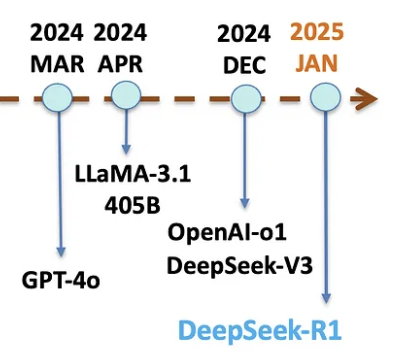 2024 2024 2024 2025
MAR APR DEC JAN
LLaMA-3.1
405B
OpenAI-o1
DeepSeek-V3
GPT-4o
DeepSeek-R1